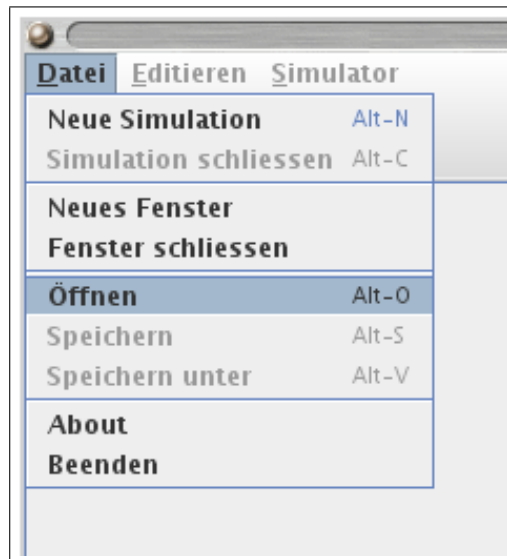 Datei Editieren Simulator
Neue Simulation Alt-N
Simulation schliessen Alt-C
Neues Fenster
Fenster schliessen
Öffnen Alt-O
Speichern Alt-S
Speichern unter Alt-V
About
Beenden